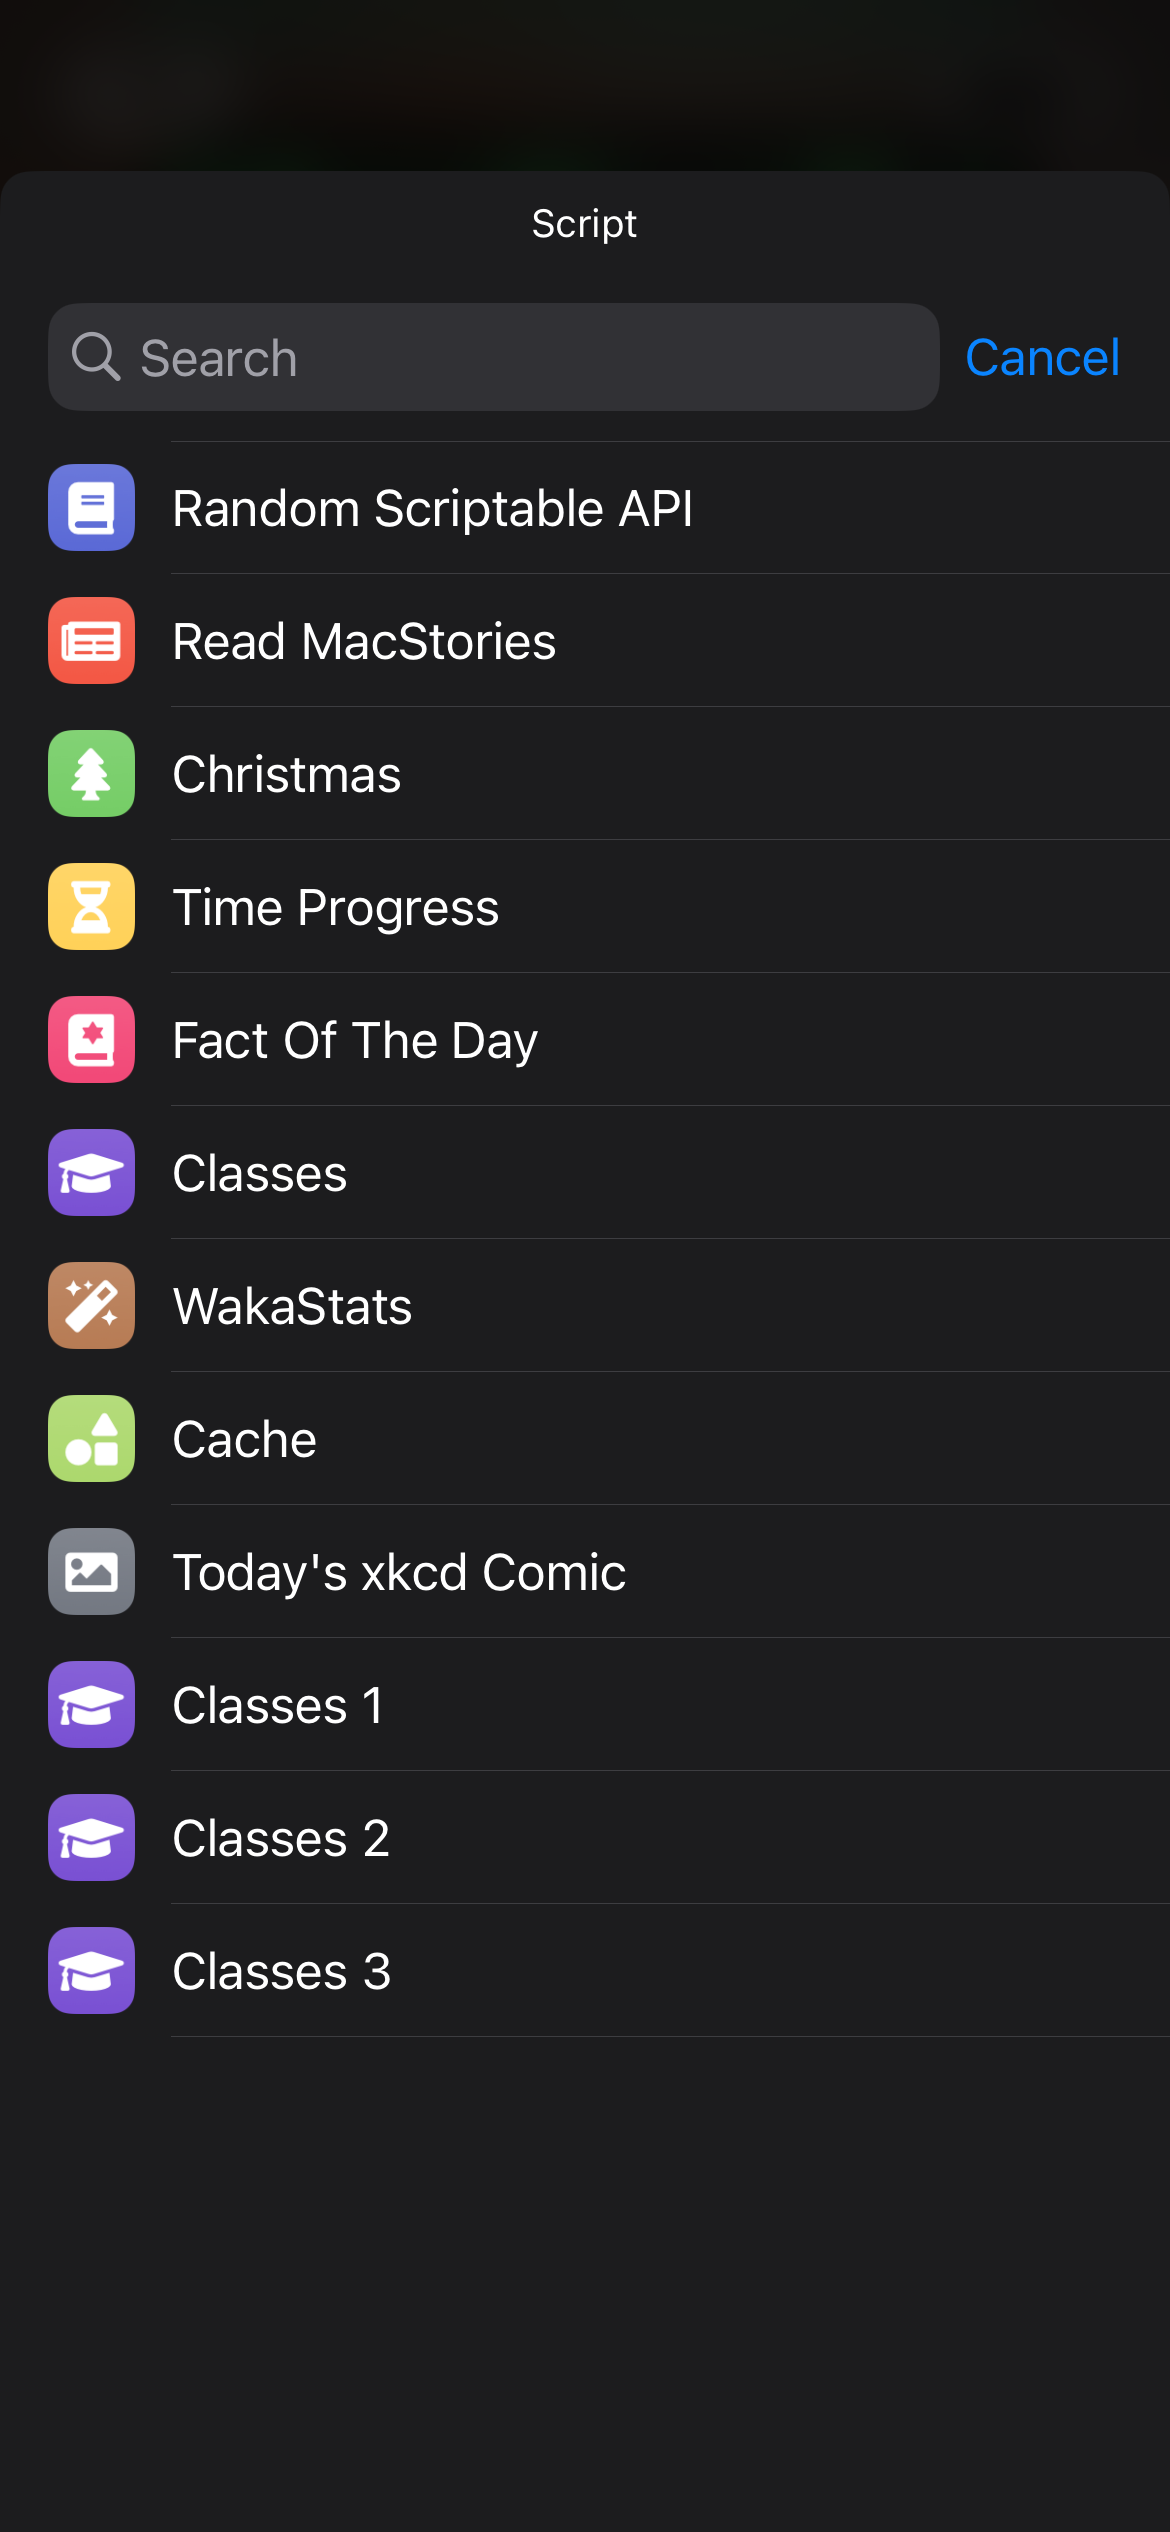 Script
Search
Cancel
Random Scriptable API
Read MacStories
Christmas
Time Progress
Fact Of The Day
Classes
WakaStats
Cache
Today's xkcd Comic
Classes 1
Classes 2
Classes 3